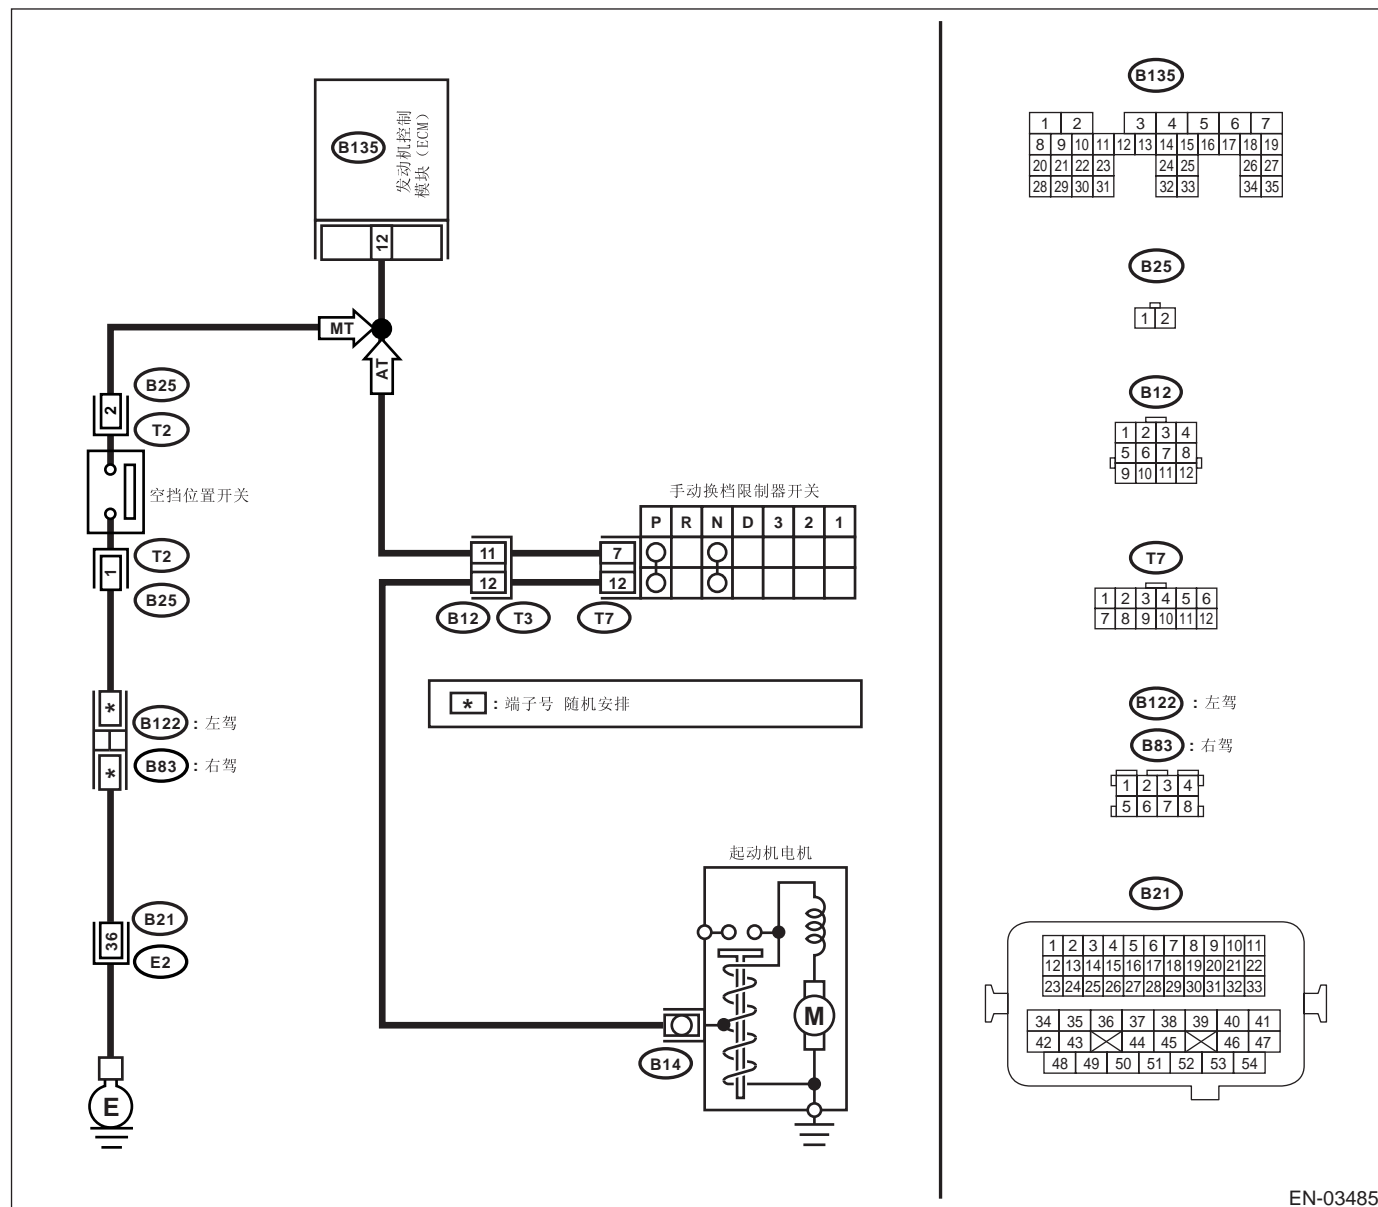 B135
发动机控制
模块（ECM）
12
MT
AT
B25
2
T2
空挡位置开关
T2
1
B25
手动换档限制器开关
P R N D 3 2 1
11 7
12 12
B12 T3 T7
* : 端子号 随机安排
*
B122 : 左驾
*
B83 : 右驾
起动机电机
B21
36
E2
M
B14
E
B135
1 2 3 4 5 6 7
8 9 10 11 12 13 14 15 16 17 18 19
20 21 22 23 24 25 26 27
28 29 30 31 32 33 34 35
B25
1 2
B12
1 2 3 4
5 6 7 8
9 10 11 12
T7
1 2 3 4 5 6
7 8 9 10 11 12
B122 : 左驾
B83 : 右驾
1 2 3 4
5 6 7 8
B21
1 2 3 4 5 6 7 8 9 10 11
12 13 14 15 16 17 18 19 20 21 22
23 24 25 26 27 28 29 30 31 32 33
34 35 36 37 38 39 40 41
42 43 44 45 46 47
48 49 50 51 52 53 54
EN-03485